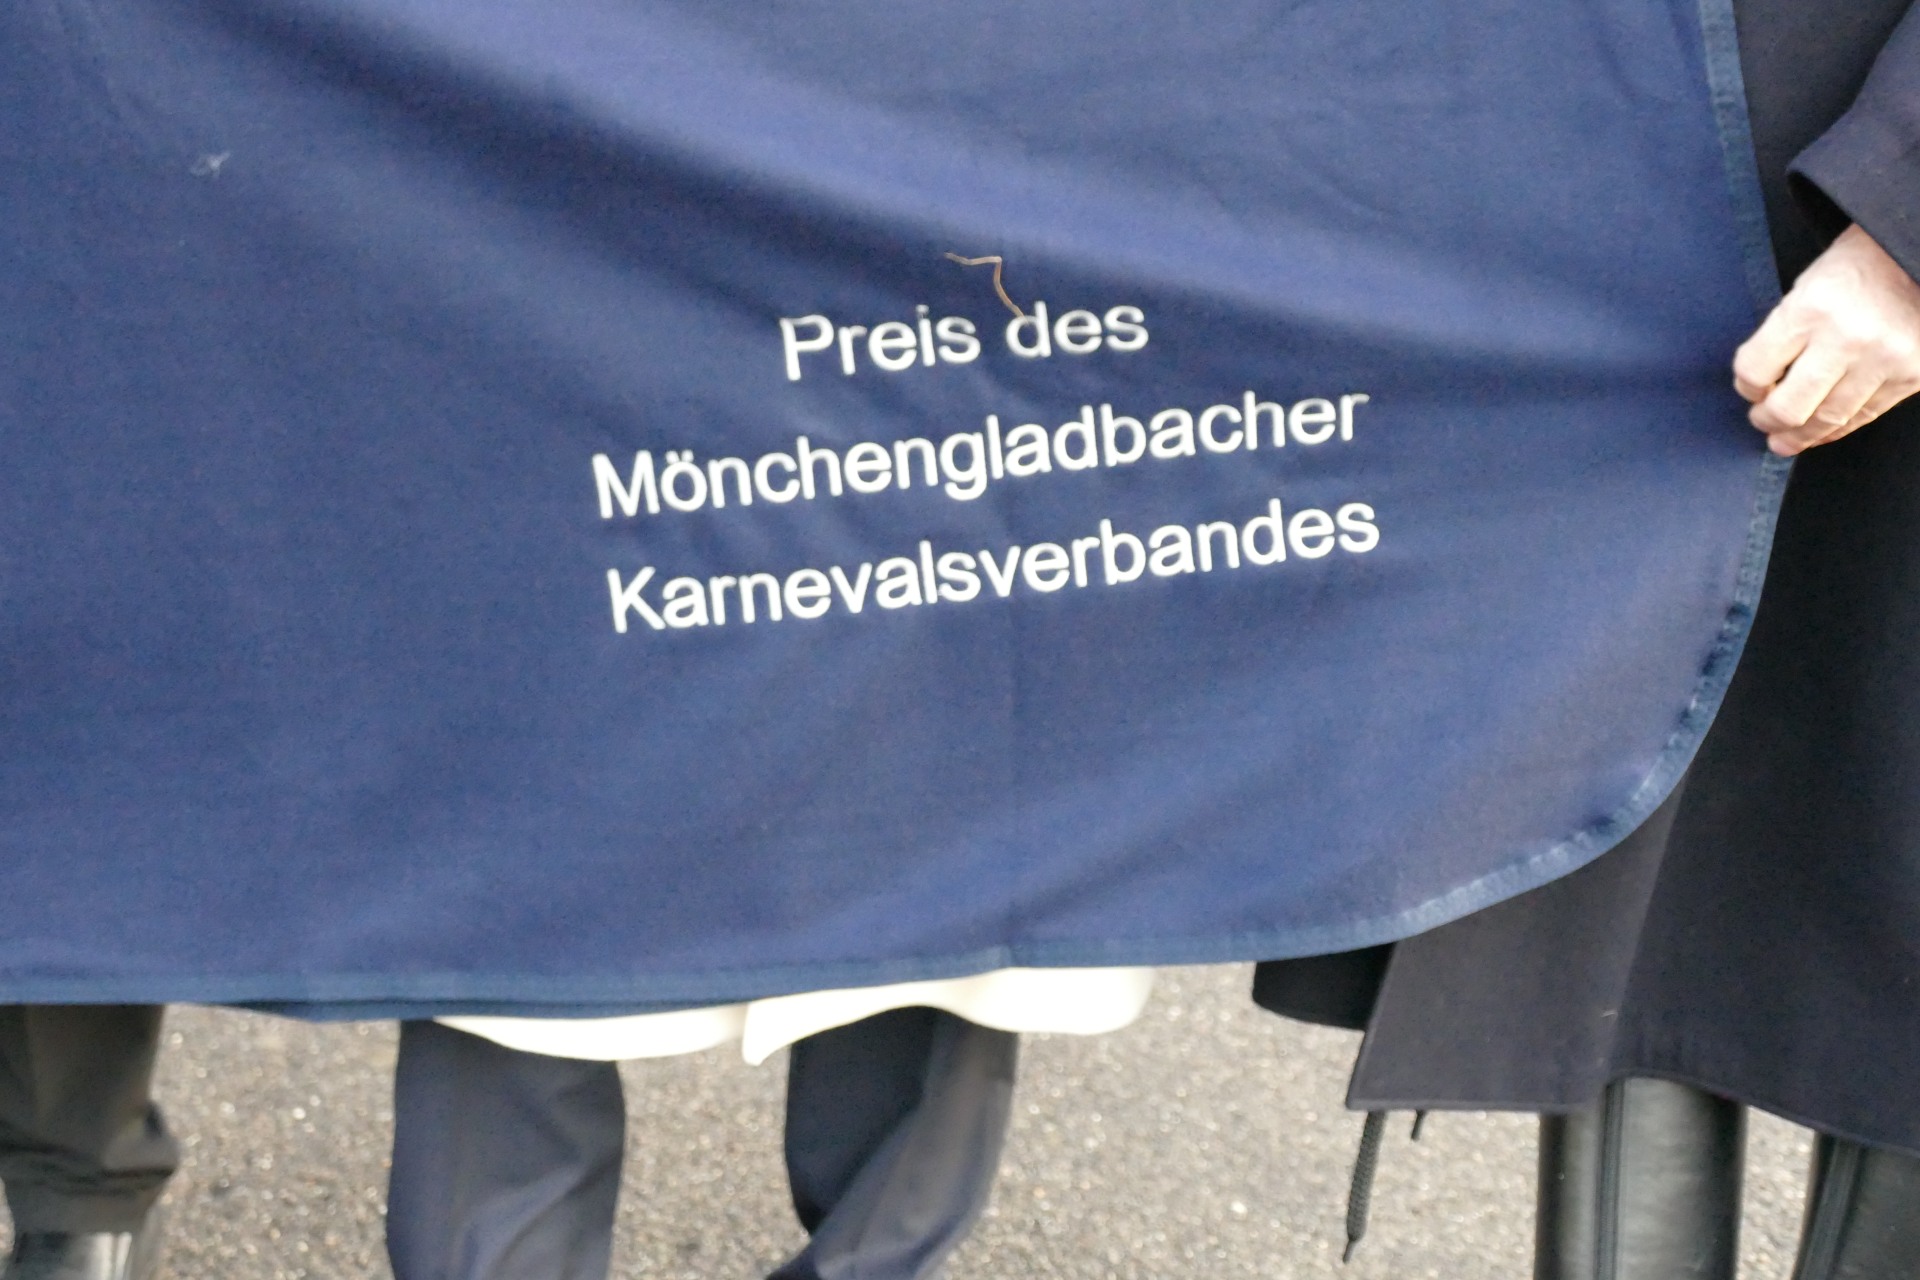 Preis des
Mönchengladbacher
Karnevalsverbandes